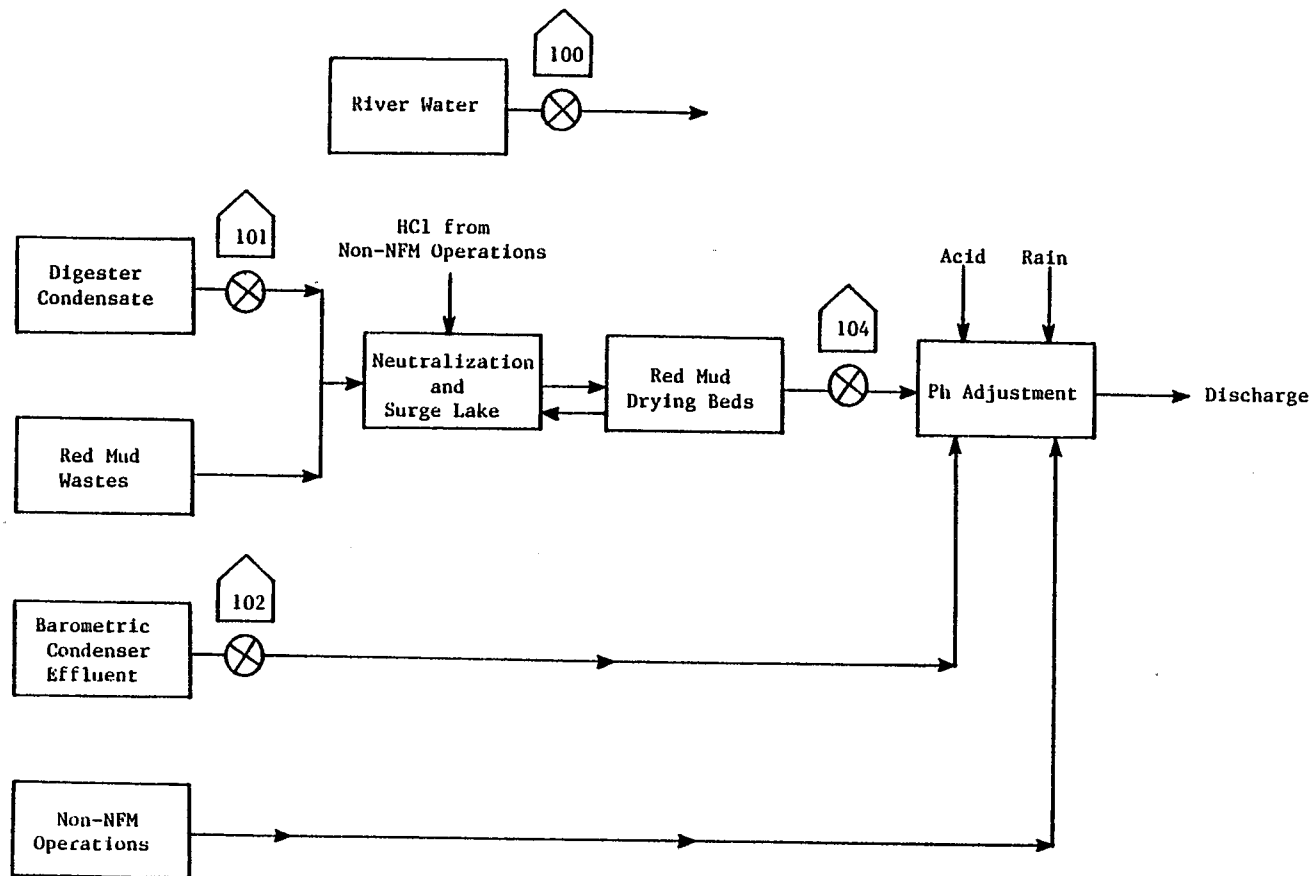 100
River Water
101
HCl from
Non-NFM Operations
Digester
Condensate
Acid
Rain
104
Neutralization
and
Surge Lake
Red Mud
Drying Beds
Ph Adjustment
Discharge
Red Mud
Wastes
102
Barometric
Condenser
Effluent
Non-NFM
Operations